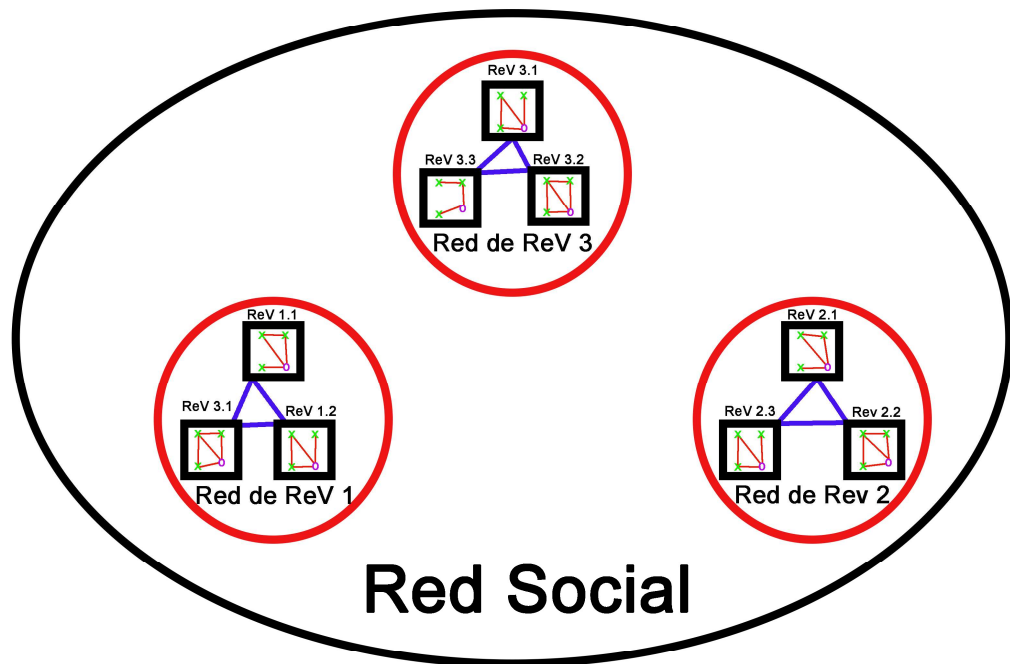 ReV 3.1
ReV 3.3
ReV 3.2
Red de ReV 3
ReV 1.1
ReV 3.1
ReV 1.2
Red de ReV 1
ReV 2.1
ReV 2.3
Rev 2.2
Red de Rev 2
Red Social